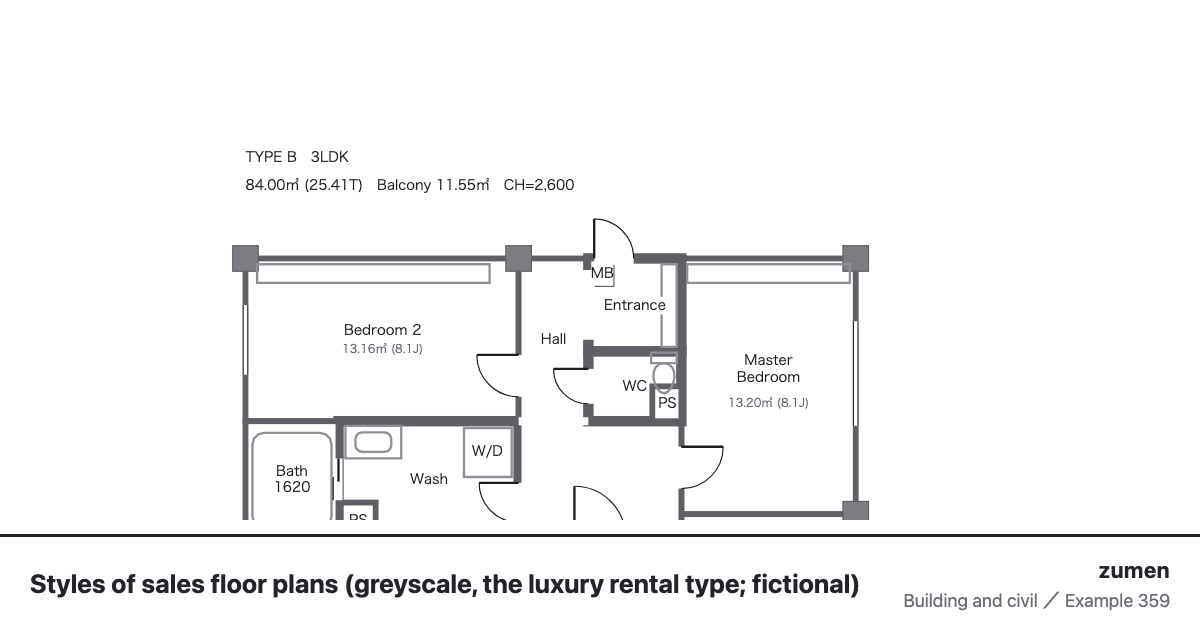 TYPE B 3LDK
84.00㎡ (25.41T) Balcony 11.55㎡ CH=2,600
MB
Entrance
Bedroom 2
13.16㎡ (8.1J)
Hall
Master
Bedroom
13.20㎡ (8.1J)
WC
PS
W/D
Bath
1620
Wash
PS
Styles of sales floor plans (greyscale, the luxury rental type; fictional)
zumen
Building and civil ／ Example 359